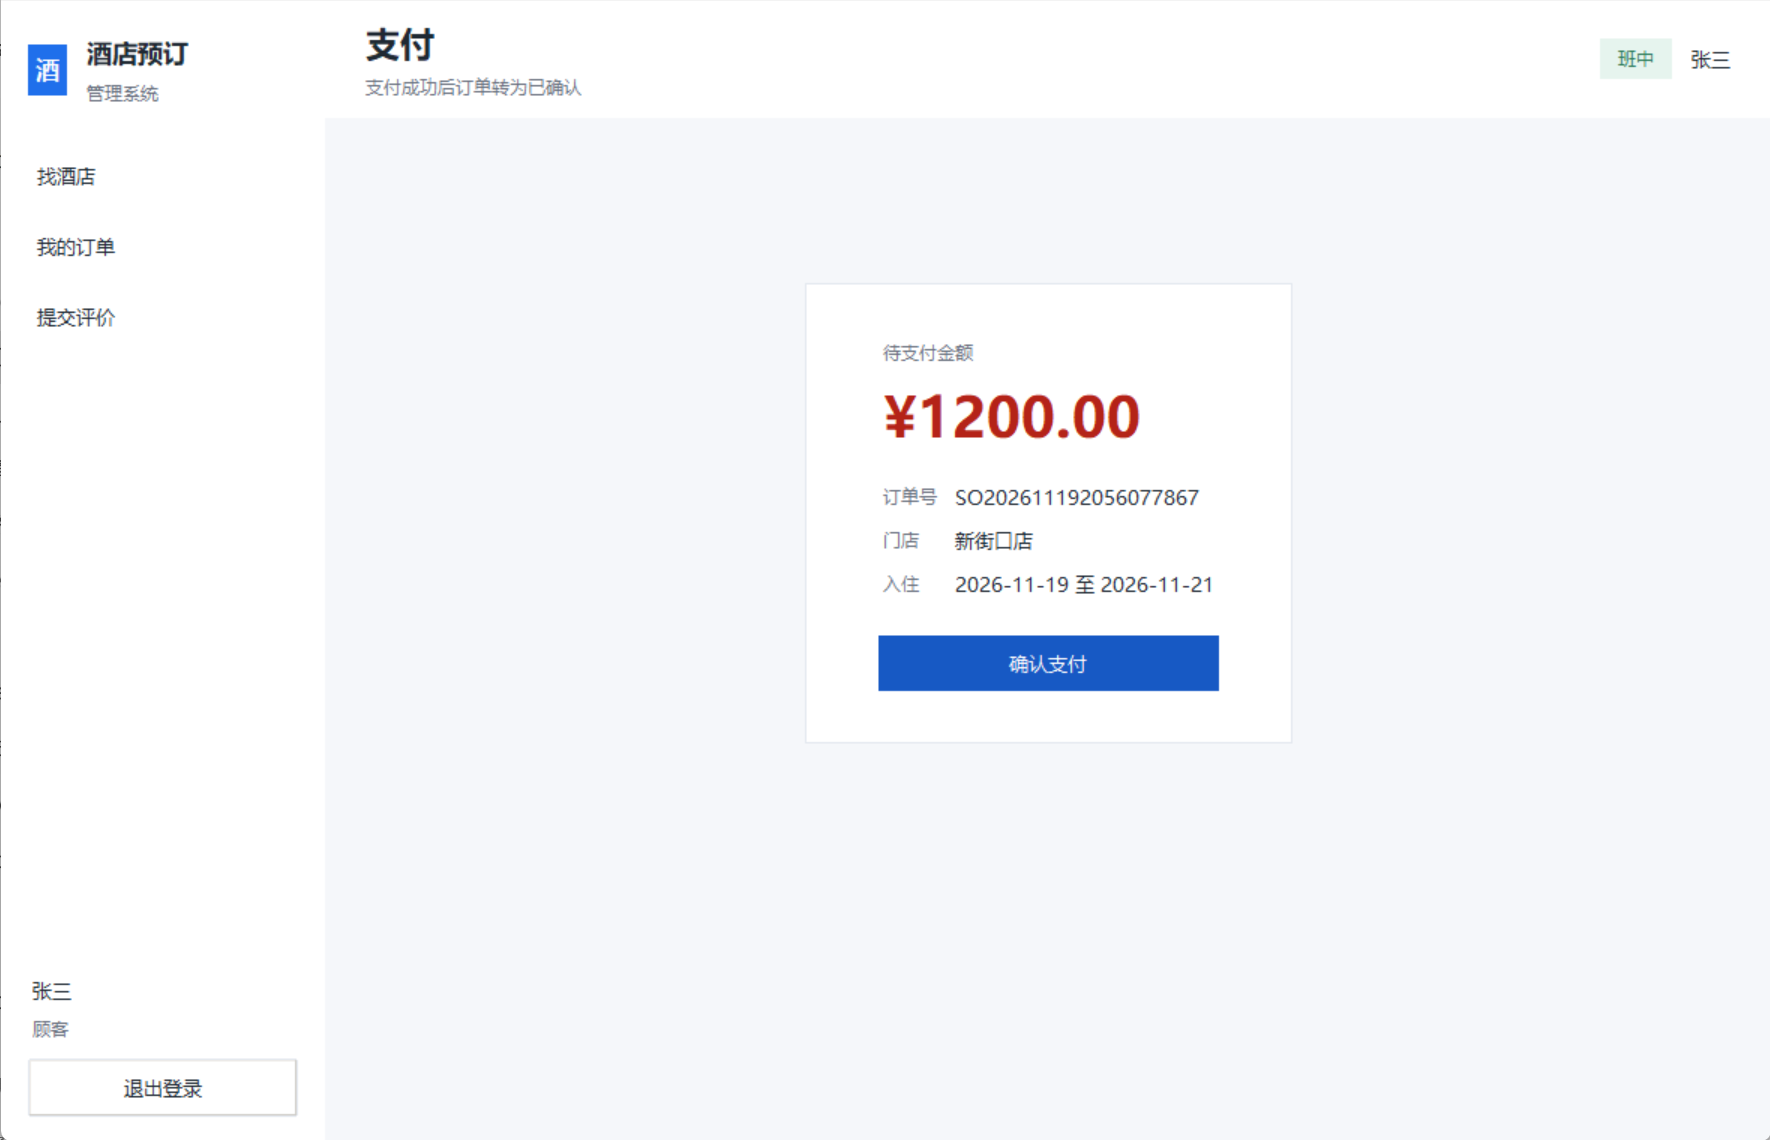 酒
酒店预订
管理系统
找酒店
我的订单
提交评价
张三
顾客
退出登录
支付
支付成功后订单转为已确认
班中
张三
待支付金额
¥1200.00
订单号 SO202611192056077867
门店 新街口店
入住 2026-11-19 至 2026-11-21
确认支付